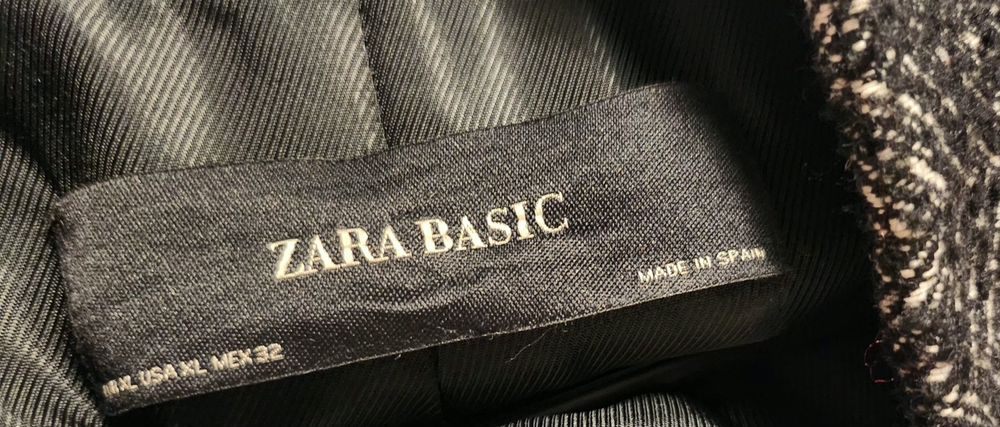 ZARA BASIC
MADE IN SPAIN
USA XL MEX 32